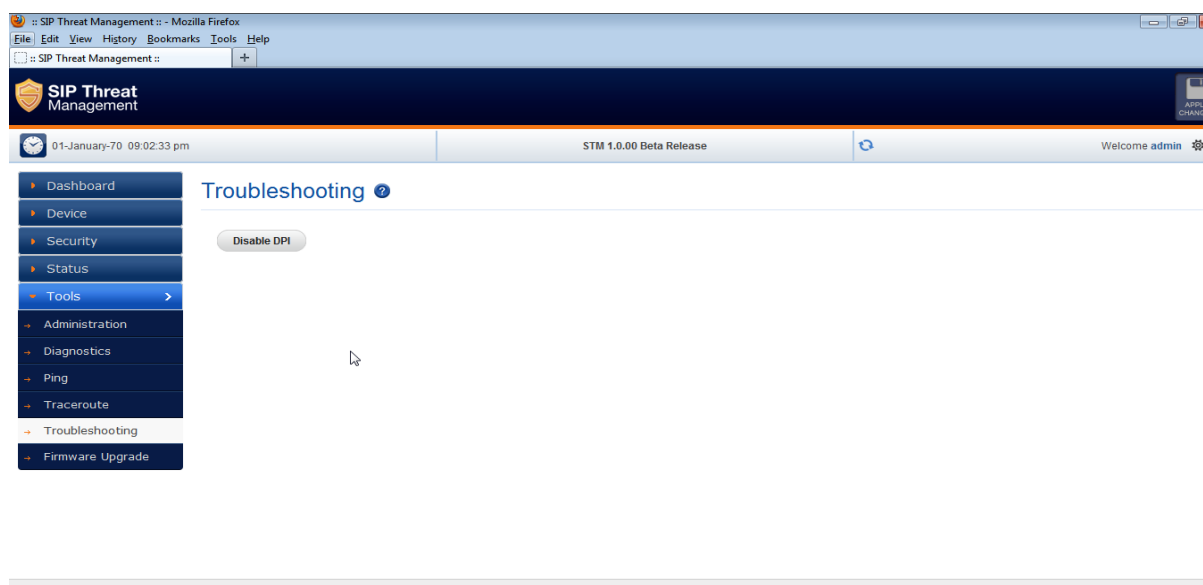 :: SIP Threat Management :: - Mozilla Firefox
File Edit View History Bookmarks Tools Help
:: SIP Threat Management ::
SIP Threat
Management
01-January-70 09:02:33 pm
STM 1.0.00 Beta Release
Welcome admin
Dashboard
Device
Security
Status
Tools
Administration
Diagnostics
Ping
Traceroute
Troubleshooting
Firmware Upgrade
Troubleshooting
Disable DPI